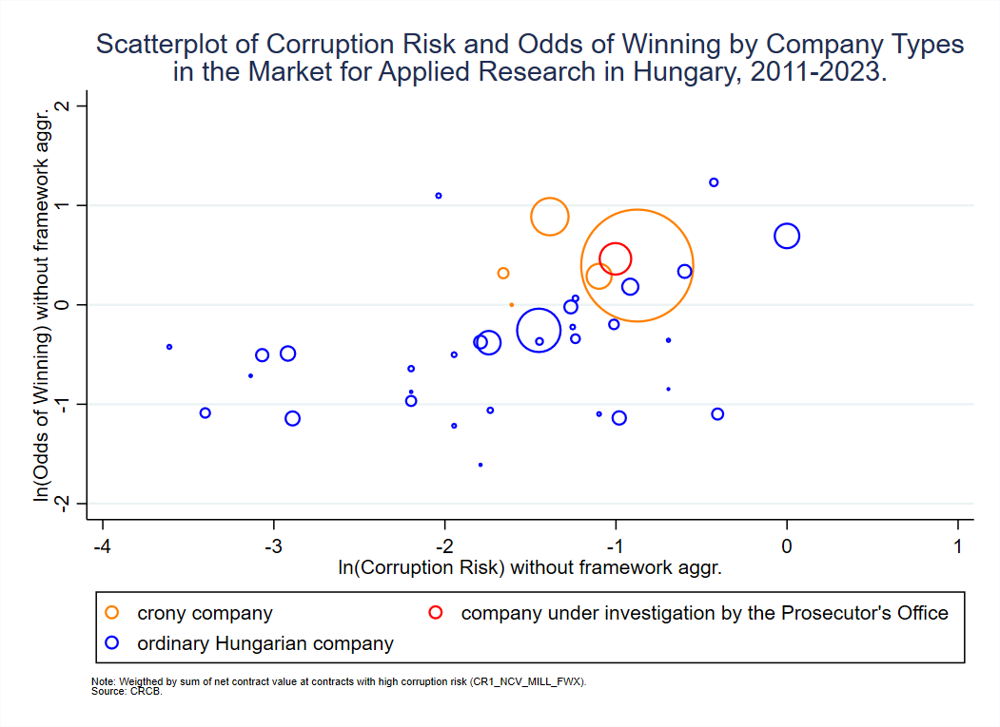 Scatterplot of Corruption Risk and Odds of Winning by Company Types
in the Market for Applied Research in Hungary, 2011-2023.
ln(Odds of Winning) without framework aggr.
2
1
0
-1
-2
-4
-3
-2
-1
0
1
ln(Corruption Risk) without framework aggr.
crony company
company under investigation by the Prosecutor's Office
ordinary Hungarian company
Note: Weigthed by sum of net contract value at contracts with high corruption risk (CR1_NCV_MILL_FWX).
Source: CRCB.